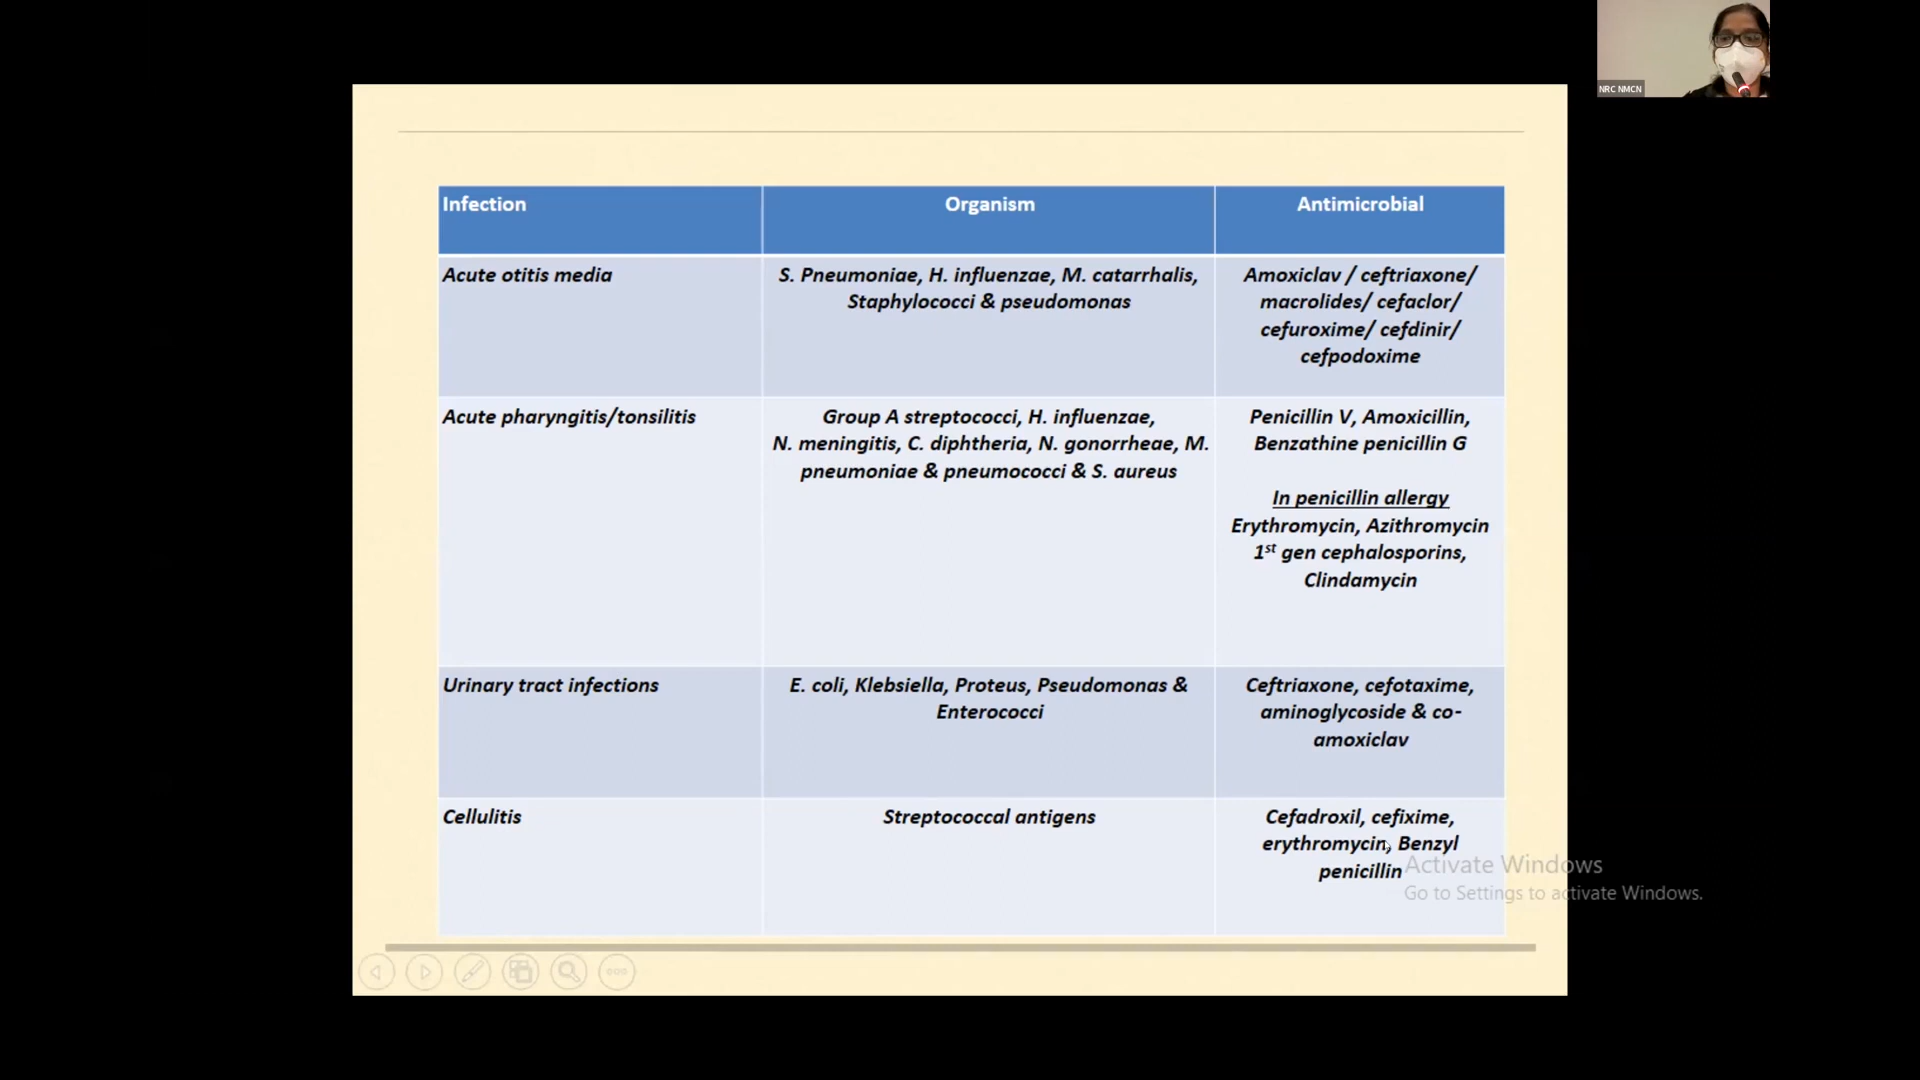 NRC NMCN
Infection
Organism
Antimicrobial
Acute otitis media
S. Pneumoniae, H. influenzae, M. catarrhalis,
Staphylococci & pseudomonas
Amoxiclav / ceftriaxone/
macrolides/ cefaclor/
cefuroxime/ cefdinir/
cefpodoxime
Acute pharyngitis/tonsilitis
Group A streptococci, H. influenzae,
N. meningitis, C. diphtheria, N. gonorrheae, M.
pneumoniae & pneumococci & S. aureus
Penicillin V, Amoxicillin,
Benzathine penicillin G
In penicillin allergy
Erythromycin, Azithromycin
1st gen cephalosporins,
Clindamycin
Urinary tract infections
E. coli, Klebsiella, Proteus, Pseudomonas &
Enterococci
Ceftriaxone, cefotaxime,
aminoglycoside & co-
amoxiclav
Cellulitis
Streptococcal antigens
Cefadroxil, cefixime,
erythromycin, Benzyl
penicillin
Activate Windows
Go to Settings to activate Windows.